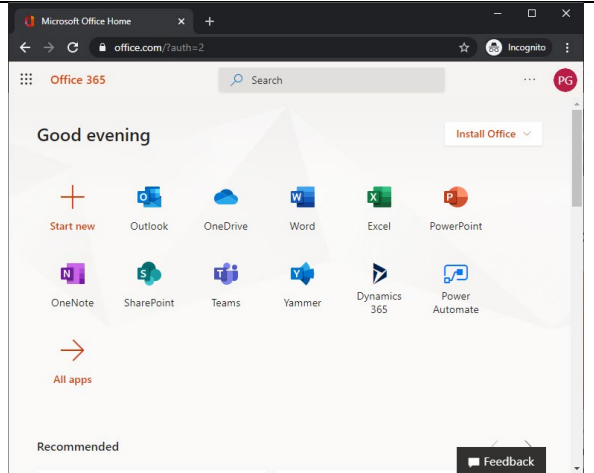 Microsoft Office Home
office.com/?auth=2
Incognito
Office 365
Search
PG
Good evening
Install Office
Start new
Outlook
OneDrive
Word
Excel
PowerPoint
OneNote
SharePoint
Teams
Yammer
Dynamics
365
Power
Automate
All apps
Recommended
Feedback